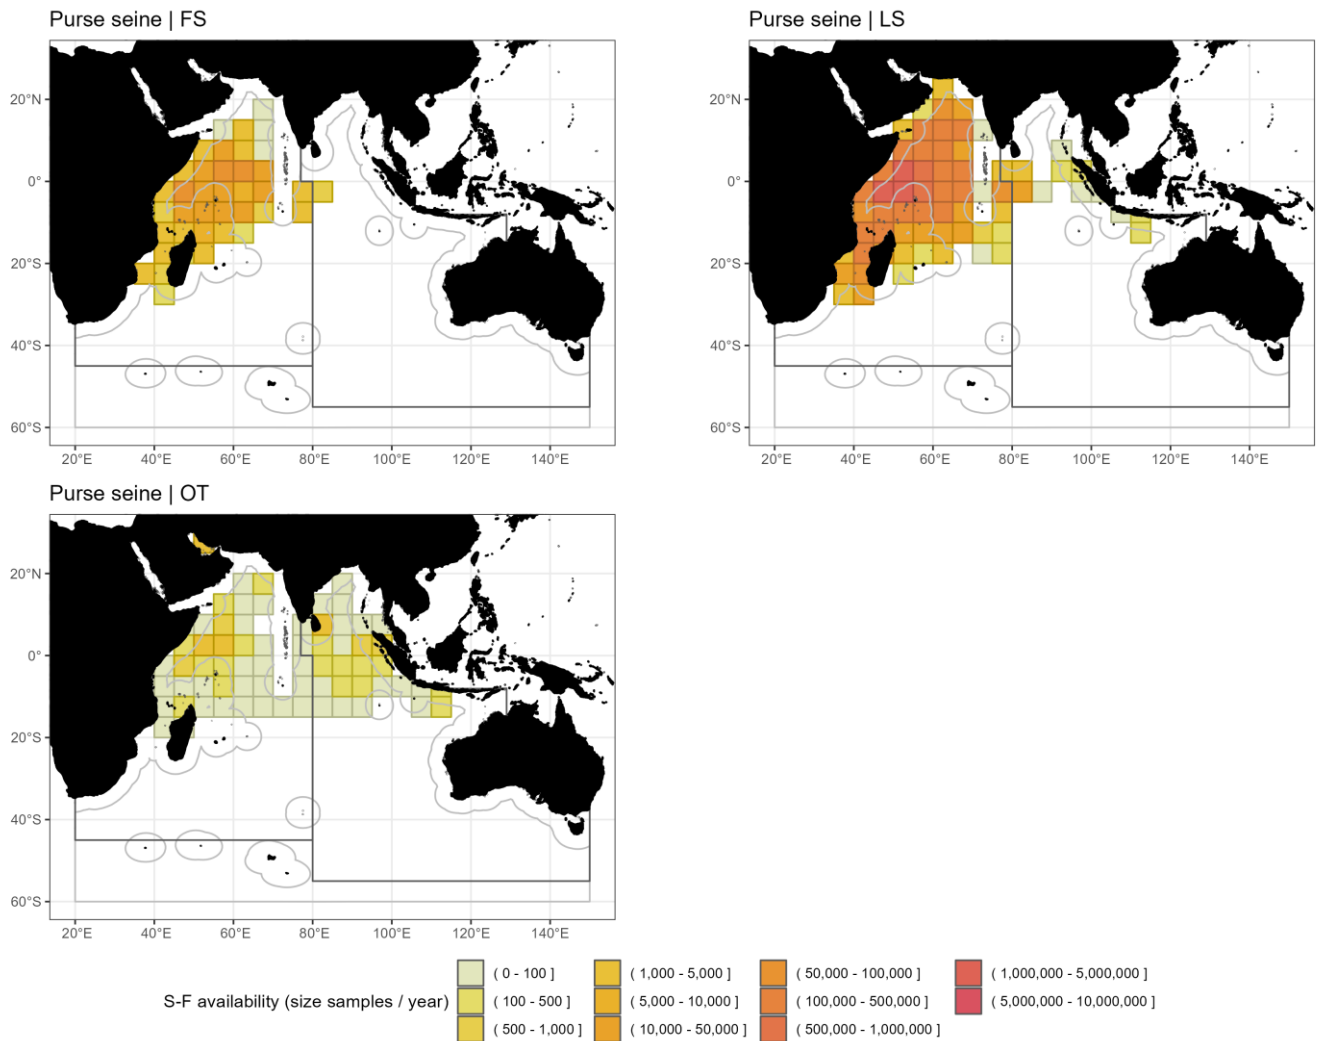 Purse seine | FS
Purse seine | LS
20°N
0°
20°S
40°S
60°S
20°E 40°E 60°E 80°E 100°E 120°E 140°E
20°N
0°
20°S
40°S
60°S
20°E 40°E 60°E 80°E 100°E 120°E 140°E
Purse seine | OT
20°N
0°
20°S
40°S
60°S
20°E 40°E 60°E 80°E 100°E 120°E 140°E
S-F availability (size samples / year)
( 0 - 100 ]
( 100 - 500 ]
( 500 - 1,000 ]
( 1,000 - 5,000 ]
( 5,000 - 10,000 ]
( 10,000 - 50,000 ]
( 50,000 - 100,000 ]
( 100,000 - 500,000 ]
( 500,000 - 1,000,000 ]
( 1,000,000 - 5,000,000 ]
( 5,000,000 - 10,000,000 ]